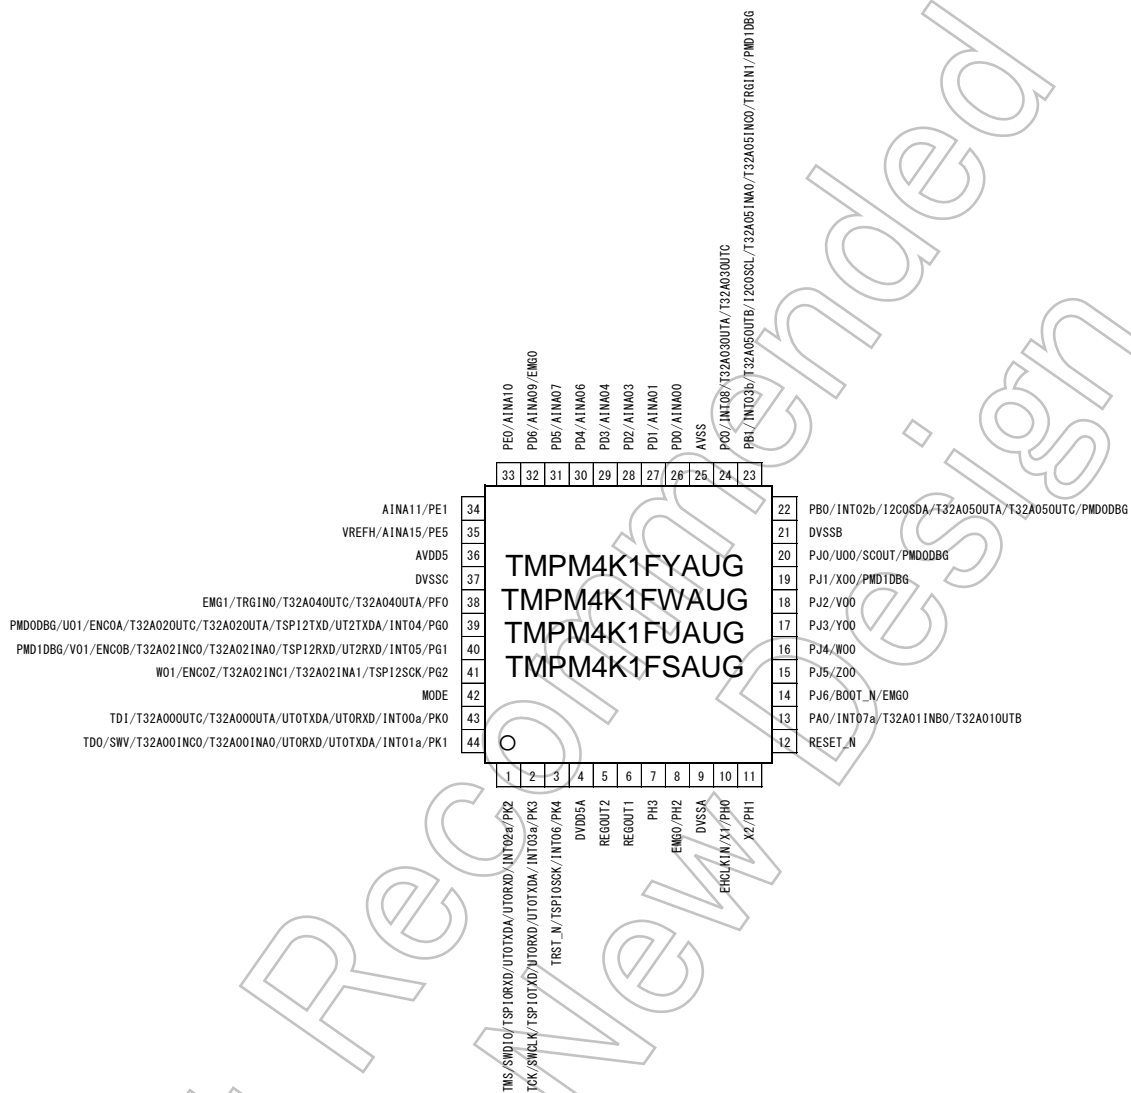 PE0/AINA10
PD6/AINA09/EMG0
PD5/AINA07
PD4/AINA06
PD3/AINA04
PD2/AINA03
PD1/AINA01
PD0/AINA00
AVSS
PC0/INT08/T32A03OUTA/T32A03OUTC
PB1/INT03b/T32A05OUTB/I2C0SCL/T32A05INA0/T32A05INC0/TRGIN1/PMD1DBG
33 32 31 30 29 28 27 26 25 24 23
AINA11/PE1 34
VREFH/AINA15/PE5 35
AVDD5 36
DVSSC 37
EMG1/TRGIN0/T32A04OUTC/T32A04OUTA/PF0 38
PMD0DBG/UO1/ENC0A/T32A02OUTC/T32A02OUTA/TSPI2TXD/UT2TXDA/INT04/PG0 39
PMD1DBG/VO1/ENC0B/T32A02INC0/T32A02INA0/TSPI2RXD/UT2RXD/INT05/PG1 40
WO1/ENC0Z/T32A02INC1/T32A02INA1/TSPI2SCK/PG2 41
MODE 42
TDI/T32A00OUTC/T32A00OUTA/UT0TXDA/UT0RXD/INT00a/PK0 43
TDO/SWV/T32A00INC0/T32A00INA0/UT0RXD/UT0TXDA/INT01a/PK1 44
TMPM4K1FYAUG
TMPM4K1FWAUG
TMPM4K1FUAUG
TMPM4K1FSAUG
22 PB0/INT02b/I2C0SDA/T32A05OUTA/T32A05OUTC/PMD0DBG
21 DVSSB
20 PJ0/UO0/SCOUT/PMD0DBG
19 PJ1/XO0/PMD1DBG
18 PJ2/VO0
17 PJ3/YO0
16 PJ4/WO0
15 PJ5/ZO0
14 PJ6/BOOT_N/EMG0
13 PA0/INT07a/T32A01INB0/T32A01OUTB
12 RESET_N
1 2 3 4 5 6 7 8 9 10 11
TMS/SWDIO/TSPI0RXD/UT0TXDA/UT0RXD/INT02a/PK2
TCK/SWCLK/TSPI0TXD/UT0RXD/UT0TXDA/INT03a/PK3
TRST_N/TSPI0SCK/INT06/PK4
DVDD5A
REGOUT2
REGOUT1
PH3
EMG0/PH2
DVSSA
EHCLKIN/X1/PH0
X2/PH1
Recommended
New Design